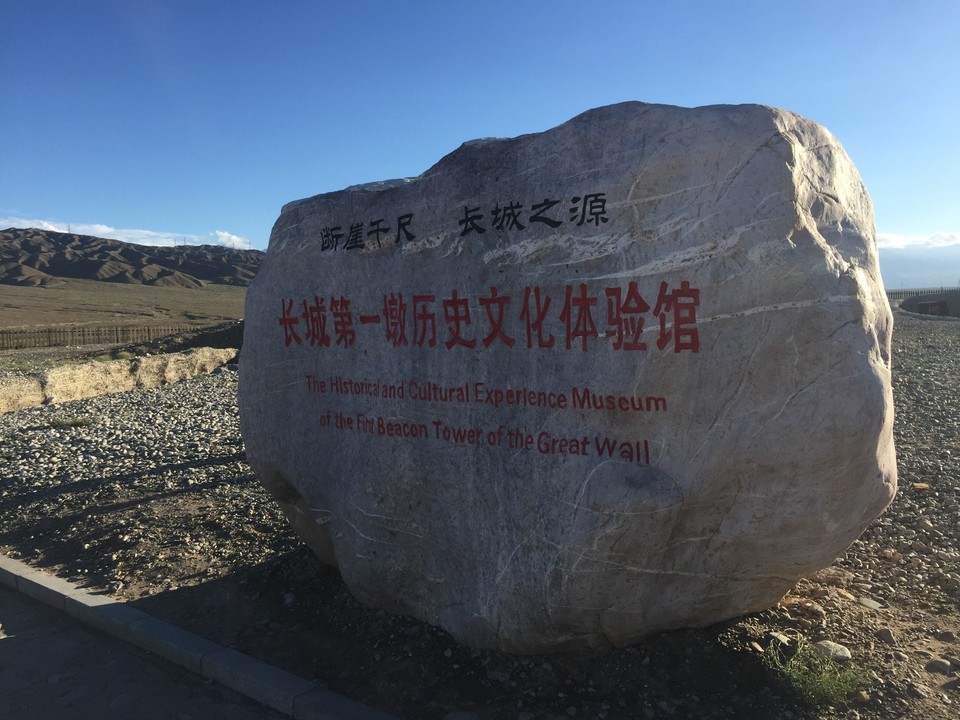 断崖千尺 长城之源
长城第一墩历史文化体验馆
The Historical and Cultural Experience Museum
of the Firht Beacon Tower of the Great Wall